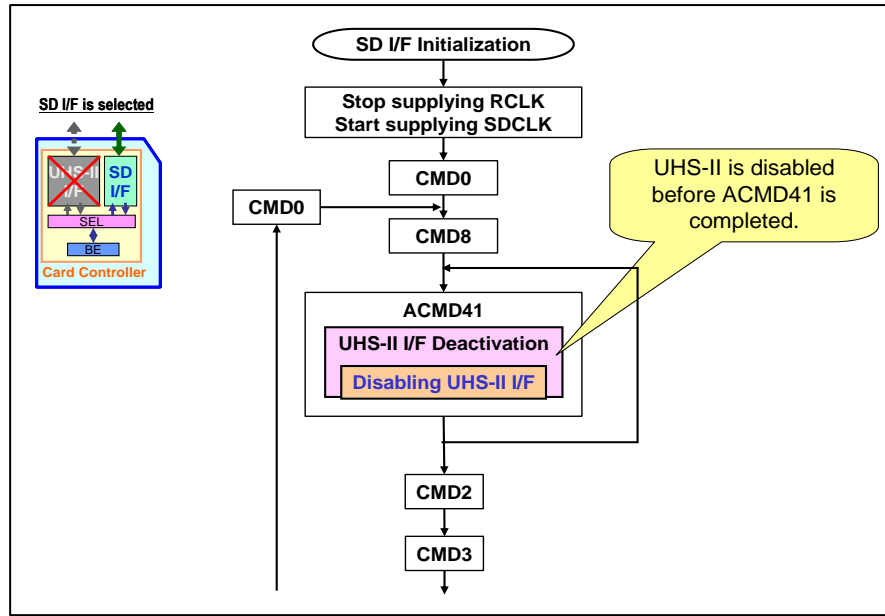 SD I/F Initialization
SD I/F is selected
Stop supplying RCLK
Start supplying SDCLK
UHS-II
I/F
SD
I/F
SEL
BE
Card Controller
CMD0
CMD0
CMD8
UHS-II is disabled
before ACMD41 is
completed.
ACMD41
UHS-II I/F Deactivation
Disabling UHS-II I/F
CMD2
CMD3